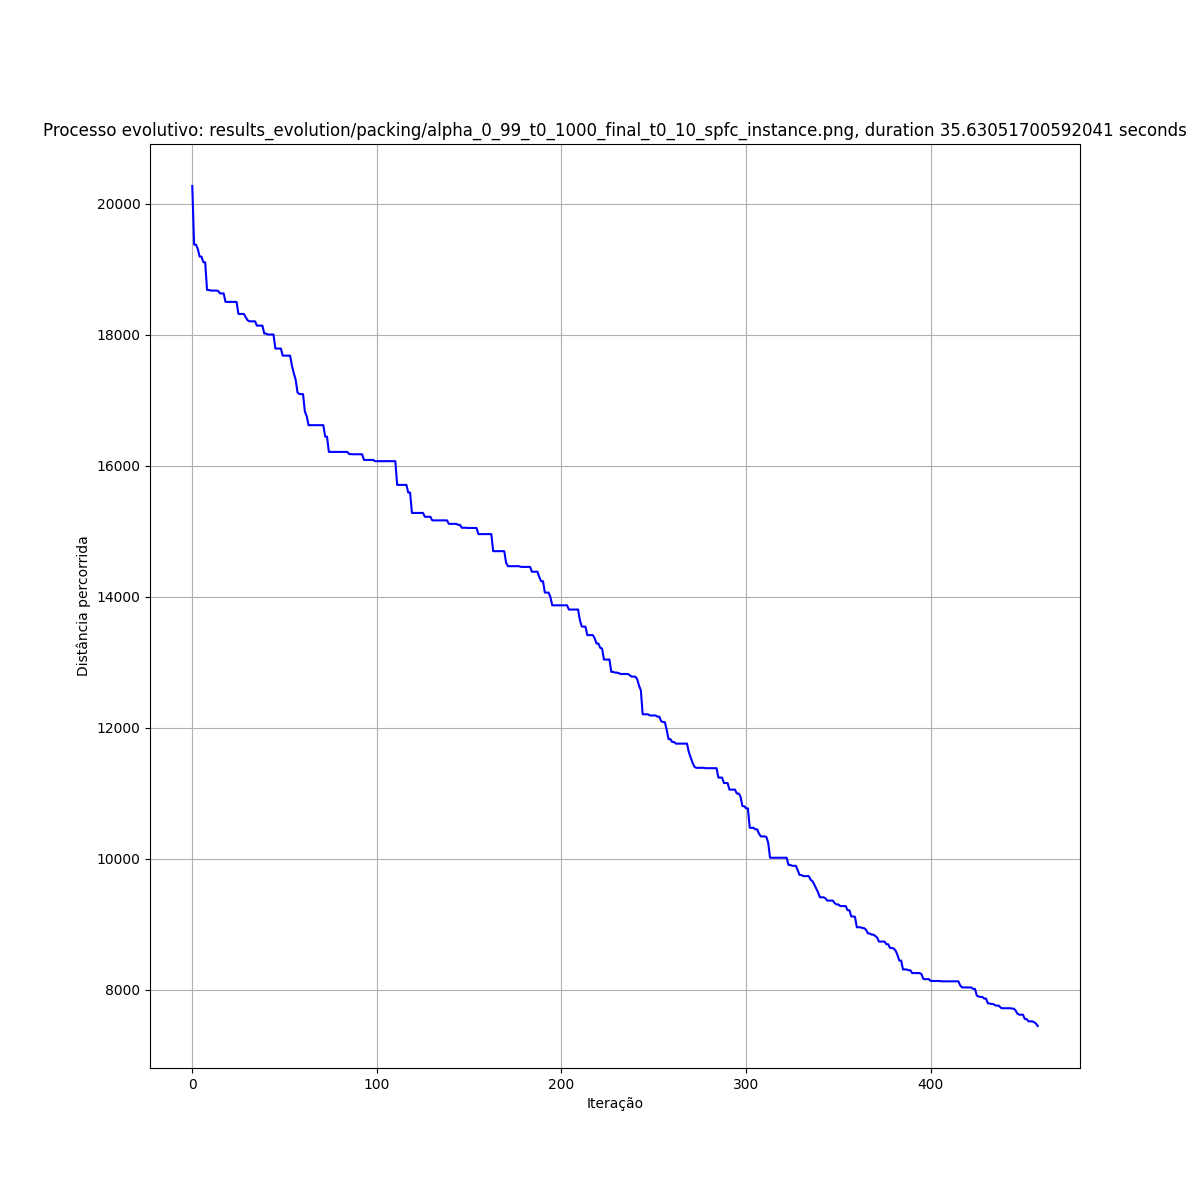 Processo evolutivo: results_evolution/packing/alpha_0_99_t0_1000_final_t0_10_spfc_instance.png, duration 35.63051700592041 seconds
20000
18000
16000
14000
12000
10000
8000
Distância percorrida
0 100 200 300 400
Iteração